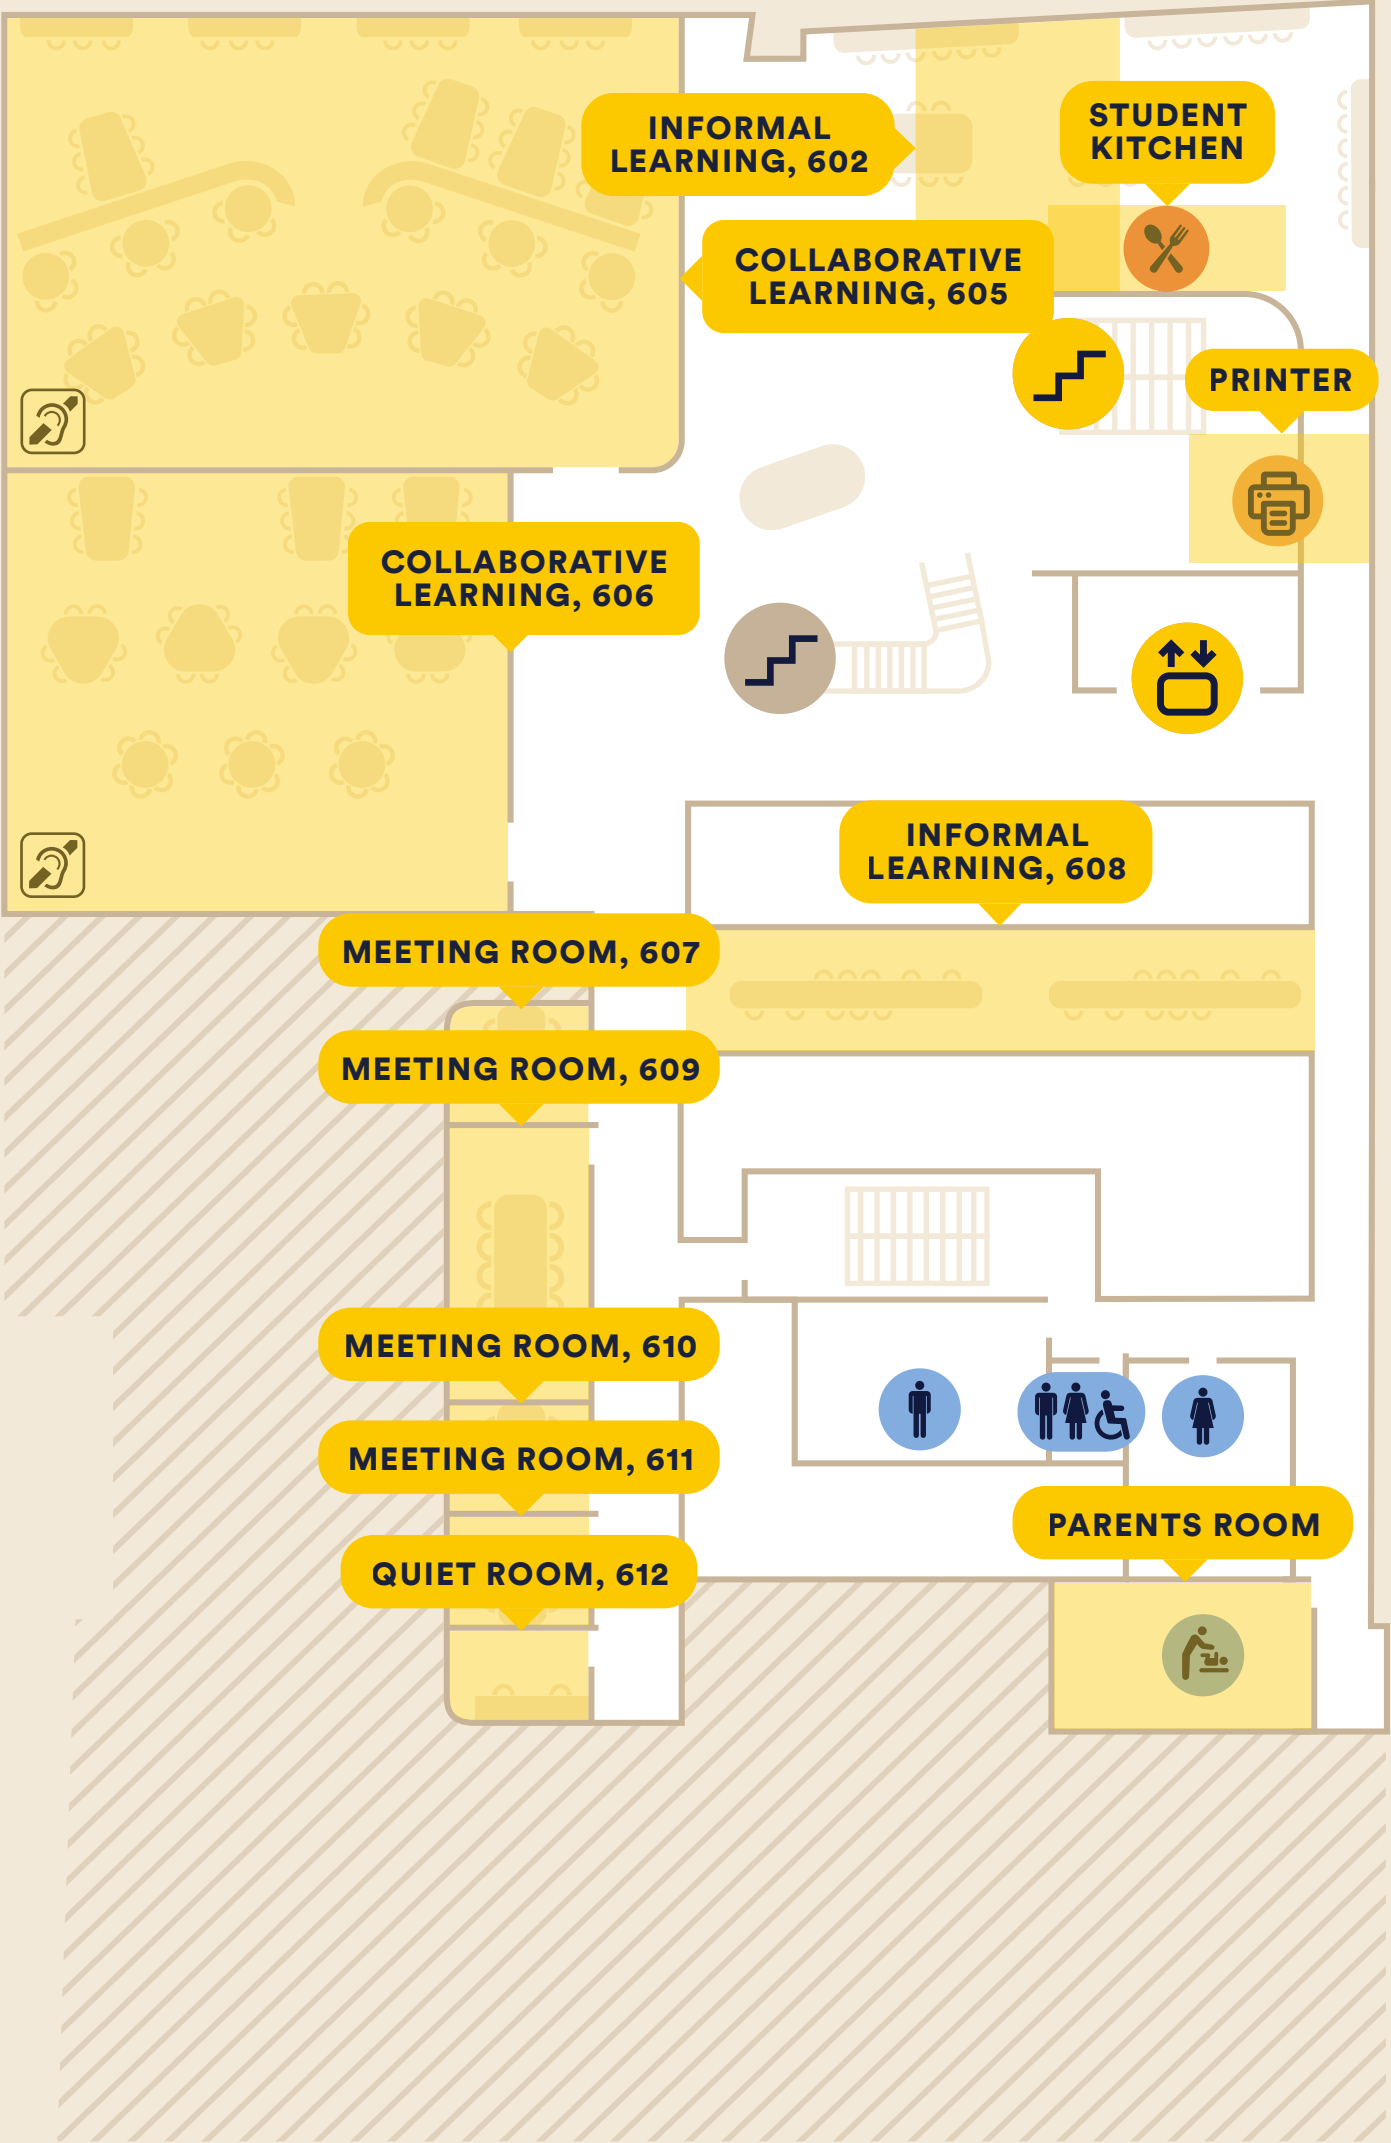 INFORMAL
LEARNING, 602
STUDENT
KITCHEN
COLLABORATIVE
LEARNING, 605
PRINTER
COLLABORATIVE
LEARNING, 606
INFORMAL
LEARNING, 608
MEETING ROOM, 607
MEETING ROOM, 609
MEETING ROOM, 610
MEETING ROOM, 611
PARENTS ROOM
QUIET ROOM, 612